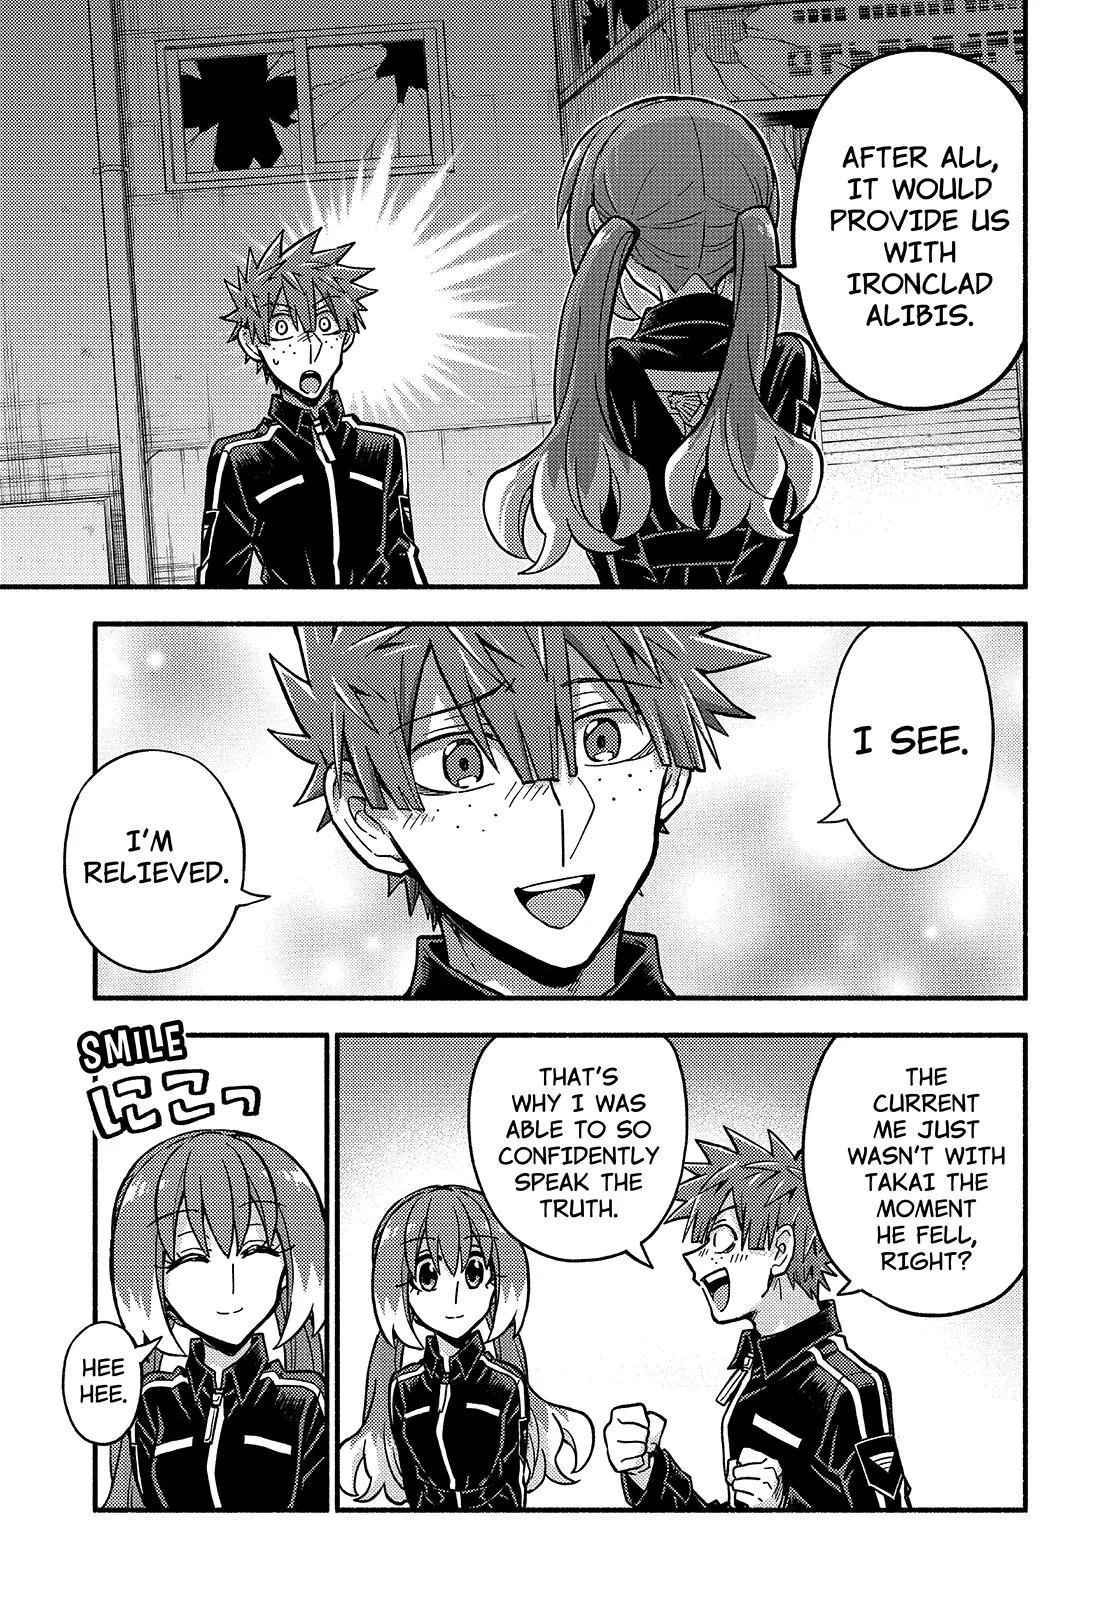 AFTER ALL,
IT WOULD
PROVIDE US
WITH
IRONCLAD
ALIBIS.
I SEE.
I'M
RELIEVED.
THE
CURRENT
ME JUST
WASN'T WITH
TAKAI THE
MOMENT
HE FELL,
RIGHT?
THAT'S
WHY I WAS
ABLE TO SO
CONFIDENTLY
SPEAK THE
TRUTH.
SMILE
にこっ
HEE
HEE.